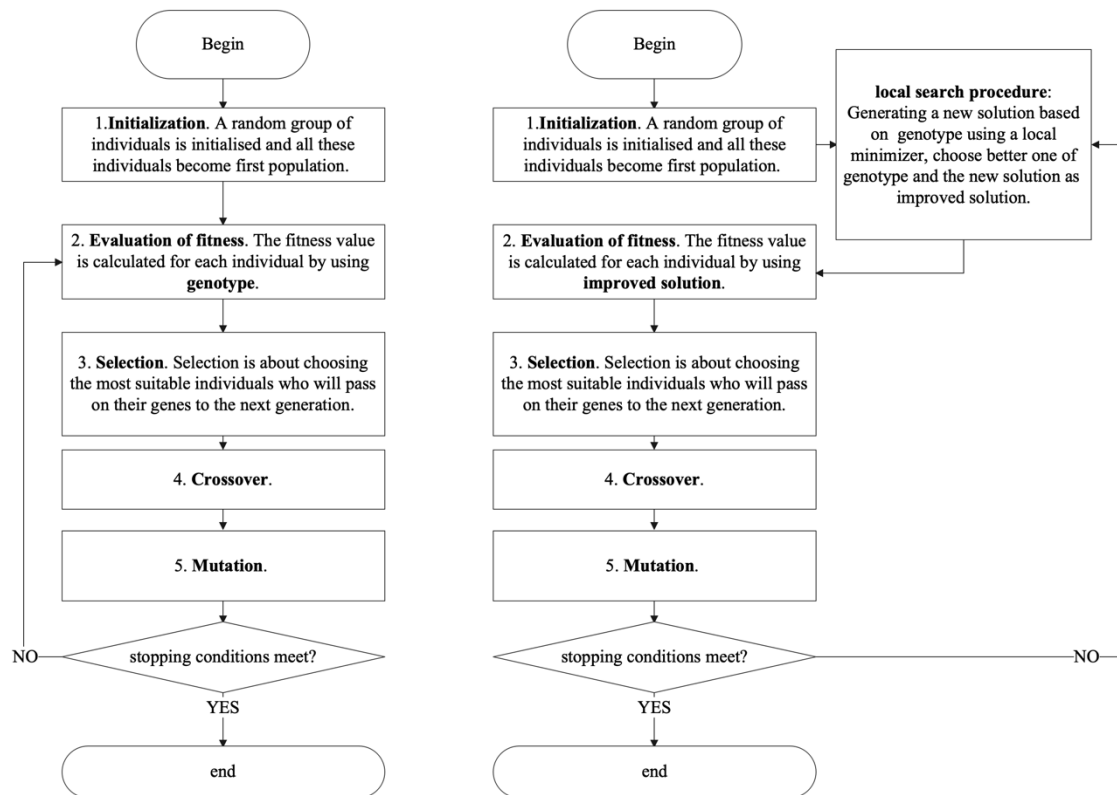 Begin
1.Initialization. A random group of
individuals is initialised and all these
individuals become first population.
2. Evaluation of fitness. The fitness value
is calculated for each individual by using
genotype.
3. Selection. Selection is about choosing
the most suitable individuals who will pass
on their genes to the next generation.
4. Crossover.
5. Mutation.
stopping conditions meet?
NO
YES
end
Begin
1.Initialization. A random group of
individuals is initialised and all these
individuals become first population.
local search procedure:
Generating a new solution based
on genotype using a local
minimizer, choose better one of
genotype and the new solution as
improved solution.
2. Evaluation of fitness. The fitness value
is calculated for each individual by using
improved solution.
3. Selection. Selection is about choosing
the most suitable individuals who will pass
on their genes to the next generation.
4. Crossover.
5. Mutation.
stopping conditions meet?
NO
YES
end